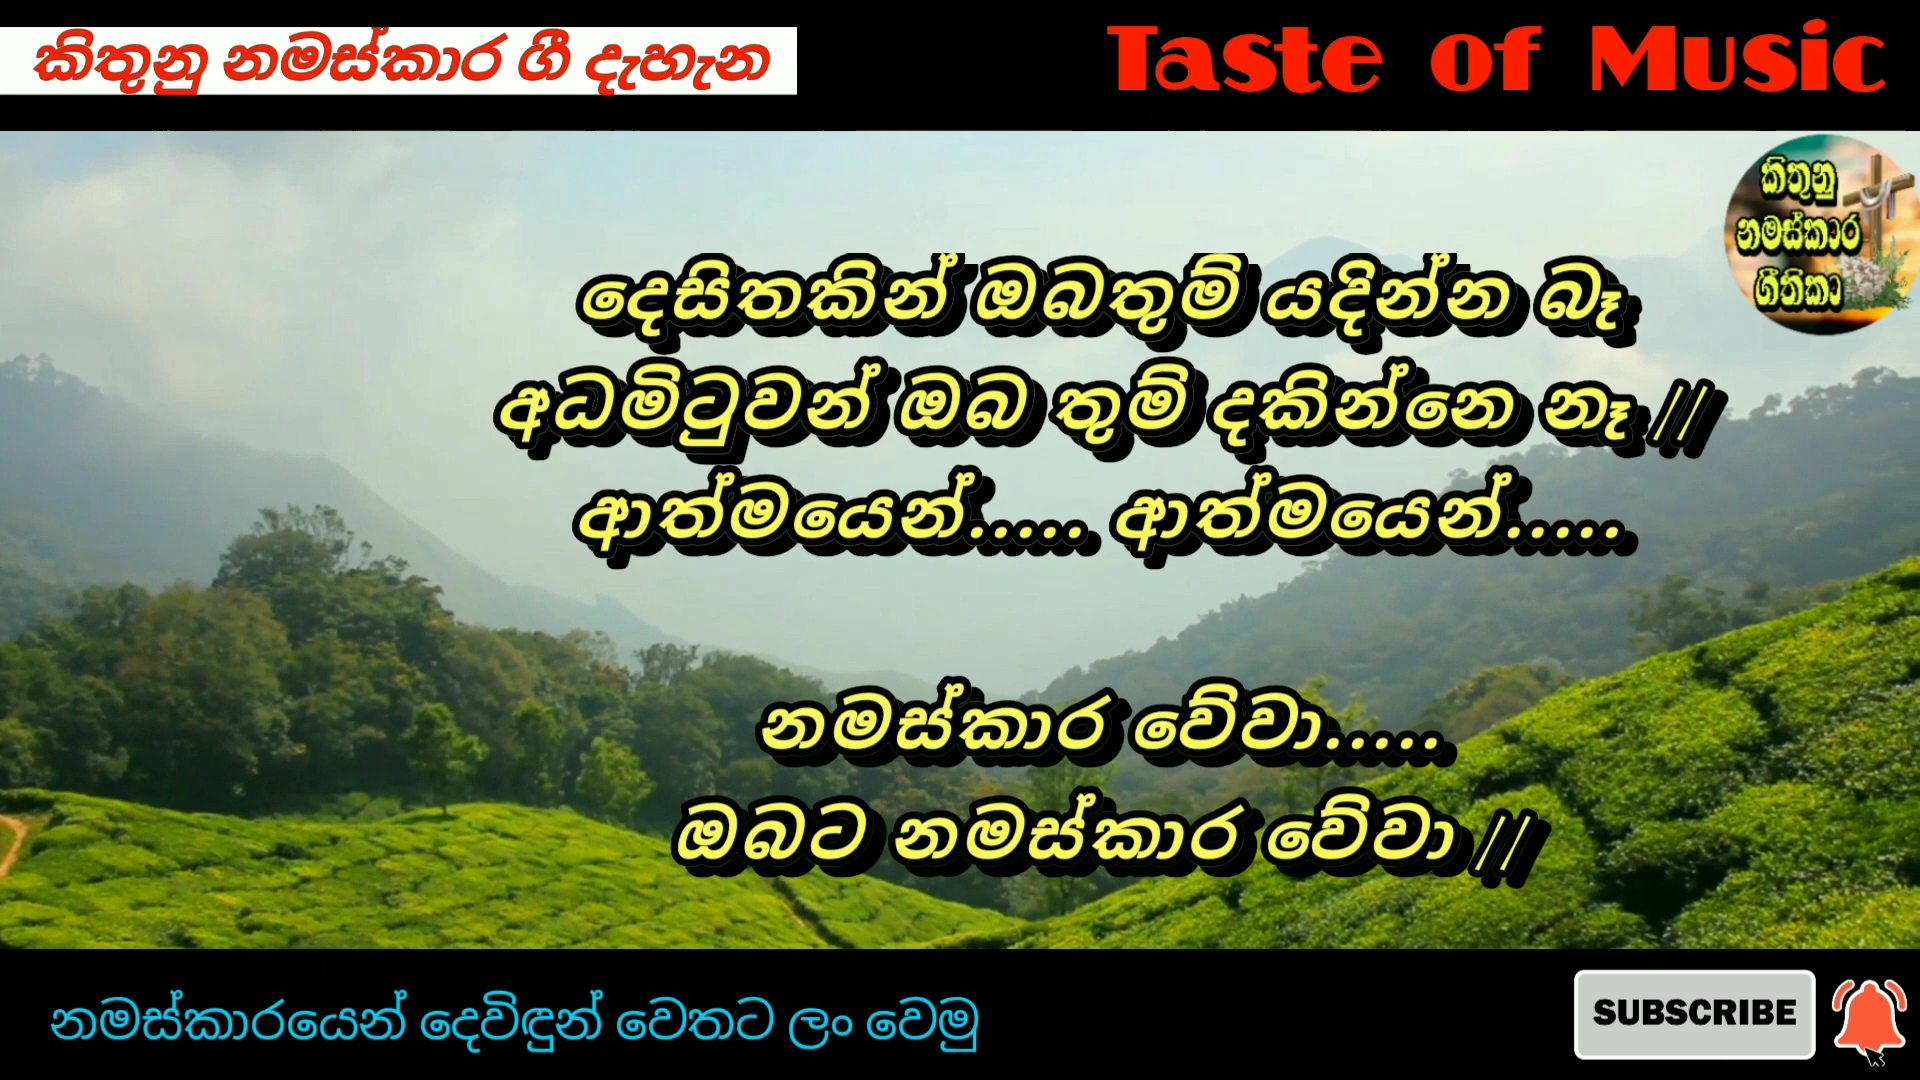 කිතුනු නමස්කාර ගී දැහැන
Taste of Music
කිතුනු
නමස්කාර
ගීතිකා
දෙසිතකින් ඔබතුම් යදින්න බෑ
අධමිටුවන් ඔබ තුම් දකින්නෙ නෑ //
ආත්මයෙන්..... ආත්මයෙන්.....
නමස්කාර වේවා.....
ඔබට නමස්කාර වේවා //
නමස්කාරයෙන් දෙවිඳුන් වෙතට ලං වෙමු
SUBSCRIBE